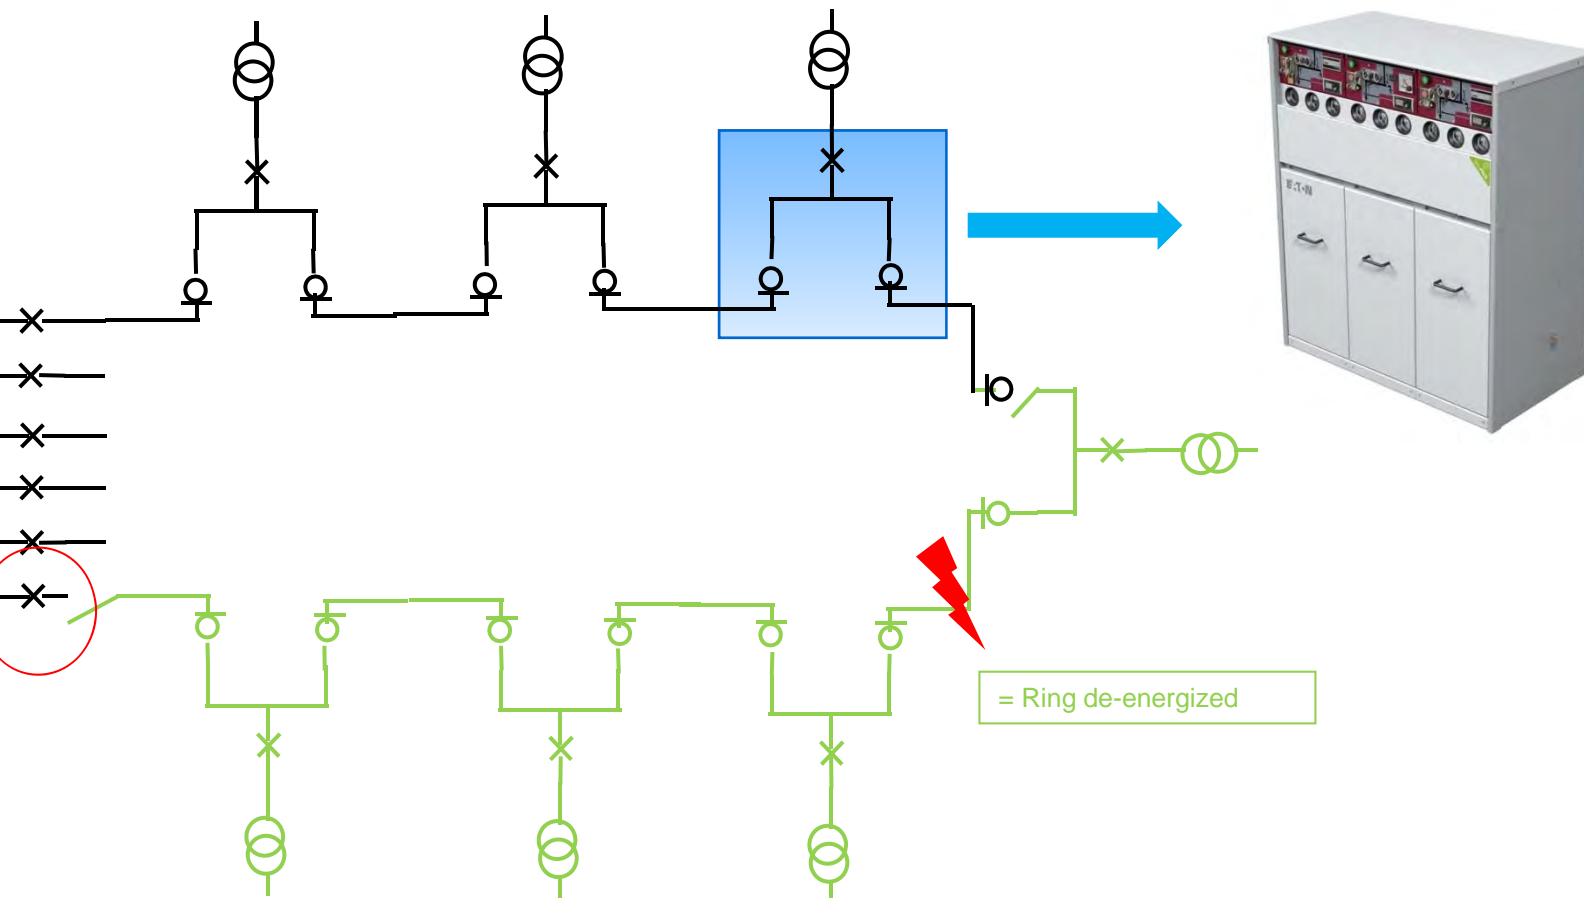 E·T·N
= Ring de-energized